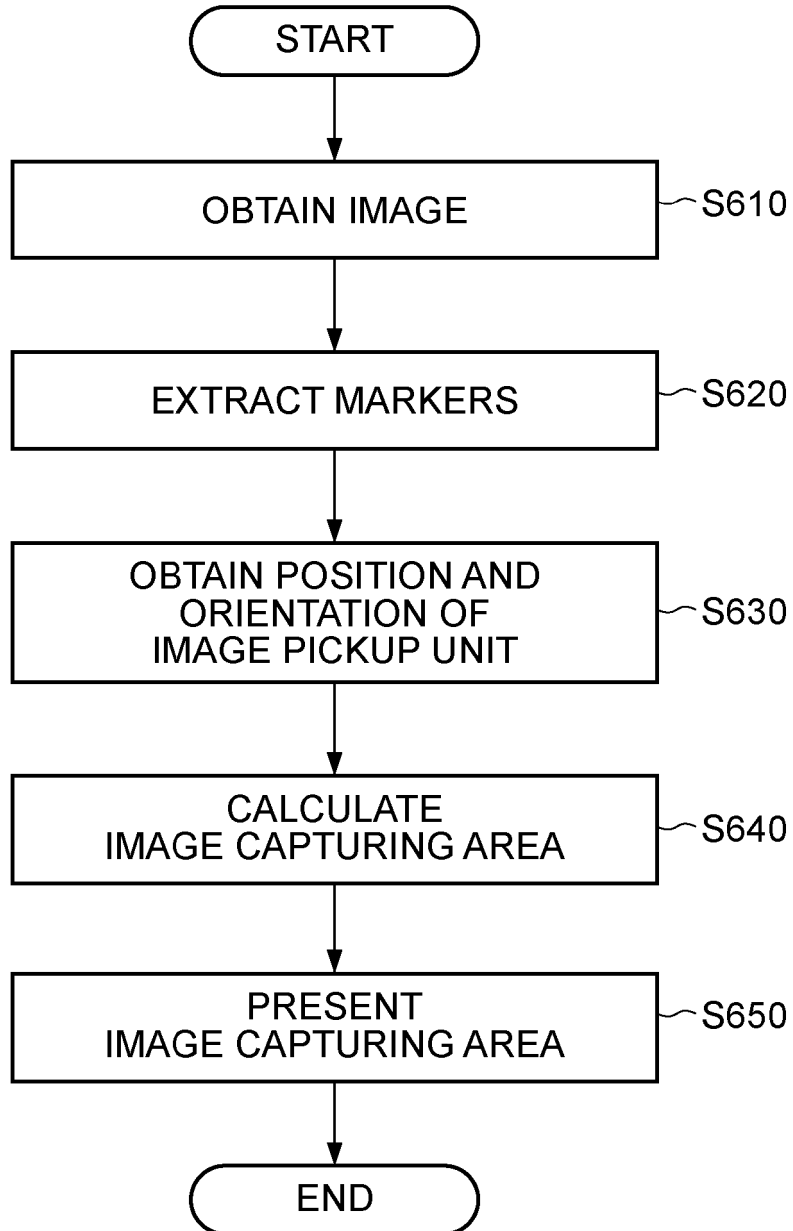 START
OBTAIN IMAGE
S610
EXTRACT MARKERS
S620
OBTAIN POSITION AND
ORIENTATION OF
IMAGE PICKUP UNIT
S630
CALCULATE
IMAGE CAPTURING AREA
S640
PRESENT
IMAGE CAPTURING AREA
S650
END